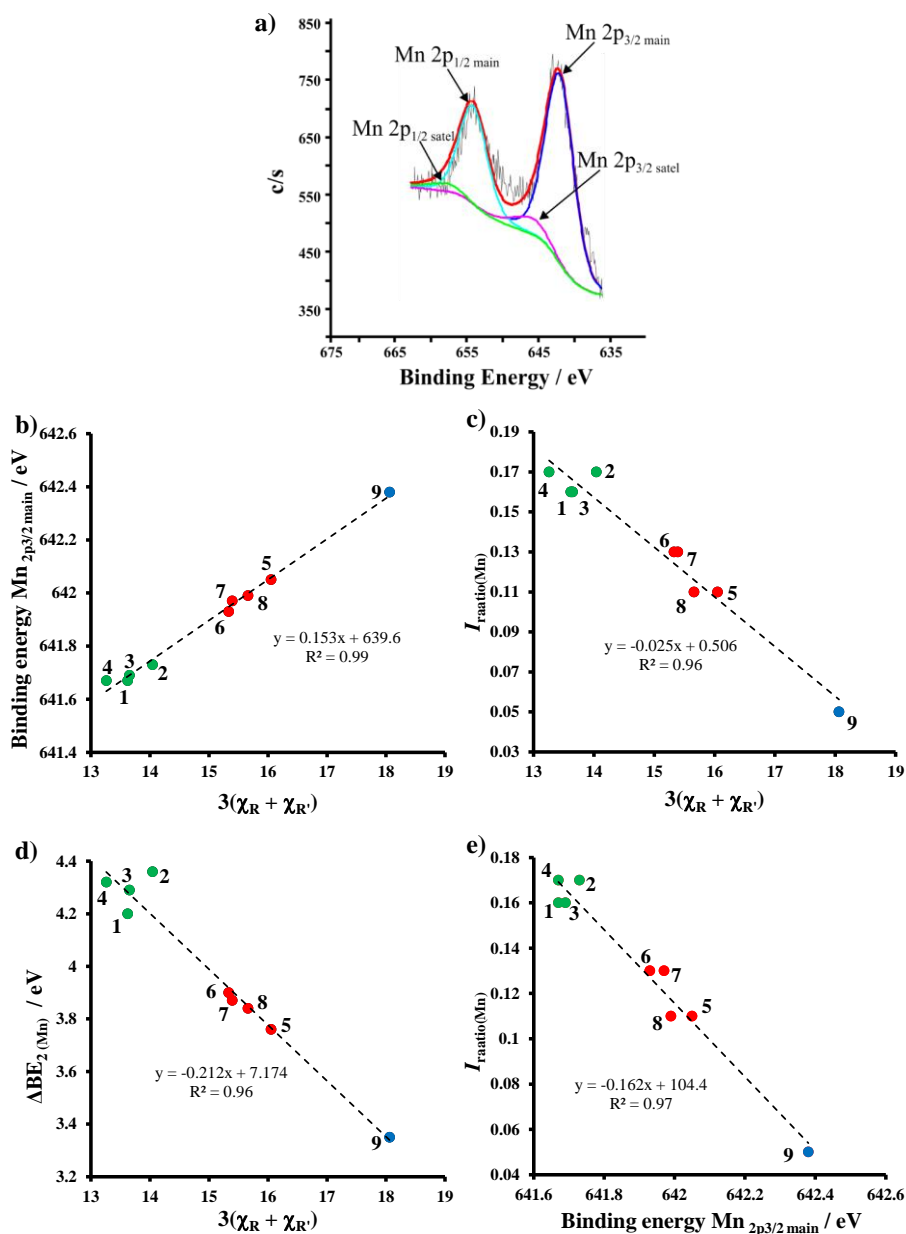 a)
850
750
650
550
450
350
c/s
Mn 2p1/2 main
Mn 2p3/2 main
Mn 2p1/2 satel
Mn 2p3/2 satel
675 665 655 645 635
Binding Energy / eV
b)
642.6
642.4
642.2
642
641.8
641.6
641.4
Binding energy Mn2p3/2 main / eV
9
5
7
8
6
4 3 2
1
y = 0.153x + 639.6
R² = 0.99
13 14 15 16 17 18 19
3(χR + χR')
c)
0.19
0.17
0.15
0.13
0.11
0.09
0.07
0.05
0.03
Iraatio(Mn)
2
4 1 3
6
7
8 5
9
y = -0.025x + 0.506
R² = 0.96
13 14 15 16 17 18 19
3(χR + χR')
d)
4.4
4.2
4
3.8
3.6
3.4
3.2
ΔBE2 (Mn) / eV
3 2
4
1
6 8
7 5
9
y = -0.212x + 7.174
R² = 0.96
13 14 15 16 17 18 19
3(χR + χR')
e)
0.18
0.16
0.14
0.12
0.10
0.08
0.06
0.04
Iraatio(Mn)
4 2
1 3
6 7
8 5
9
y = -0.162x + 104.4
R² = 0.97
641.6 641.8 642 642.2 642.4 642.6
Binding energy Mn 2p3/2 main / eV